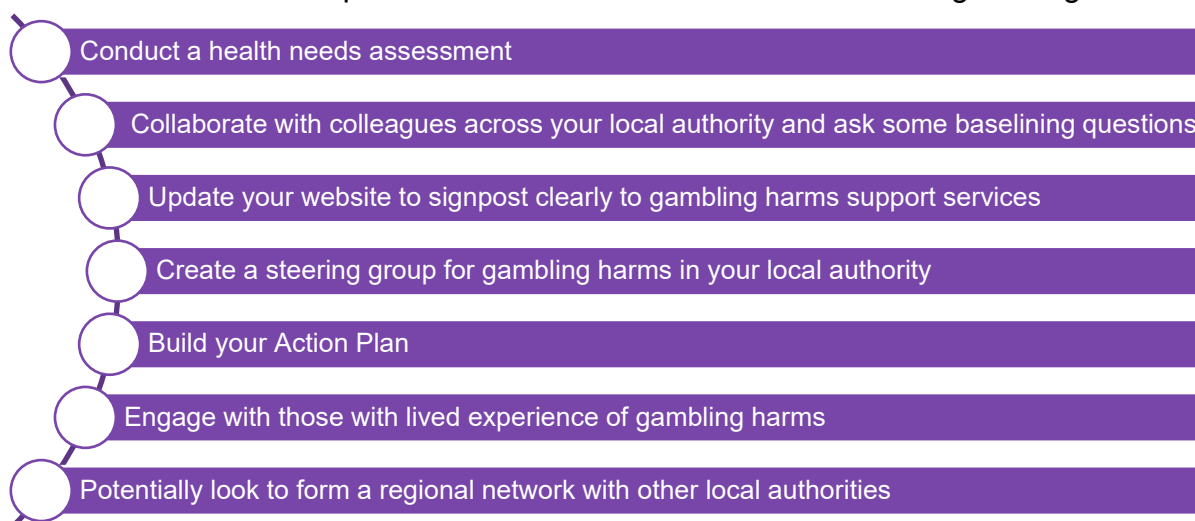 Conduct a health needs assessment
Collaborate with colleagues across your local authority and ask some baselining questions
Update your website to signpost clearly to gambling harms support services
Create a steering group for gambling harms in your local authority
Build your Action Plan
Engage with those with lived experience of gambling harms
Potentially look to form a regional network with other local authorities